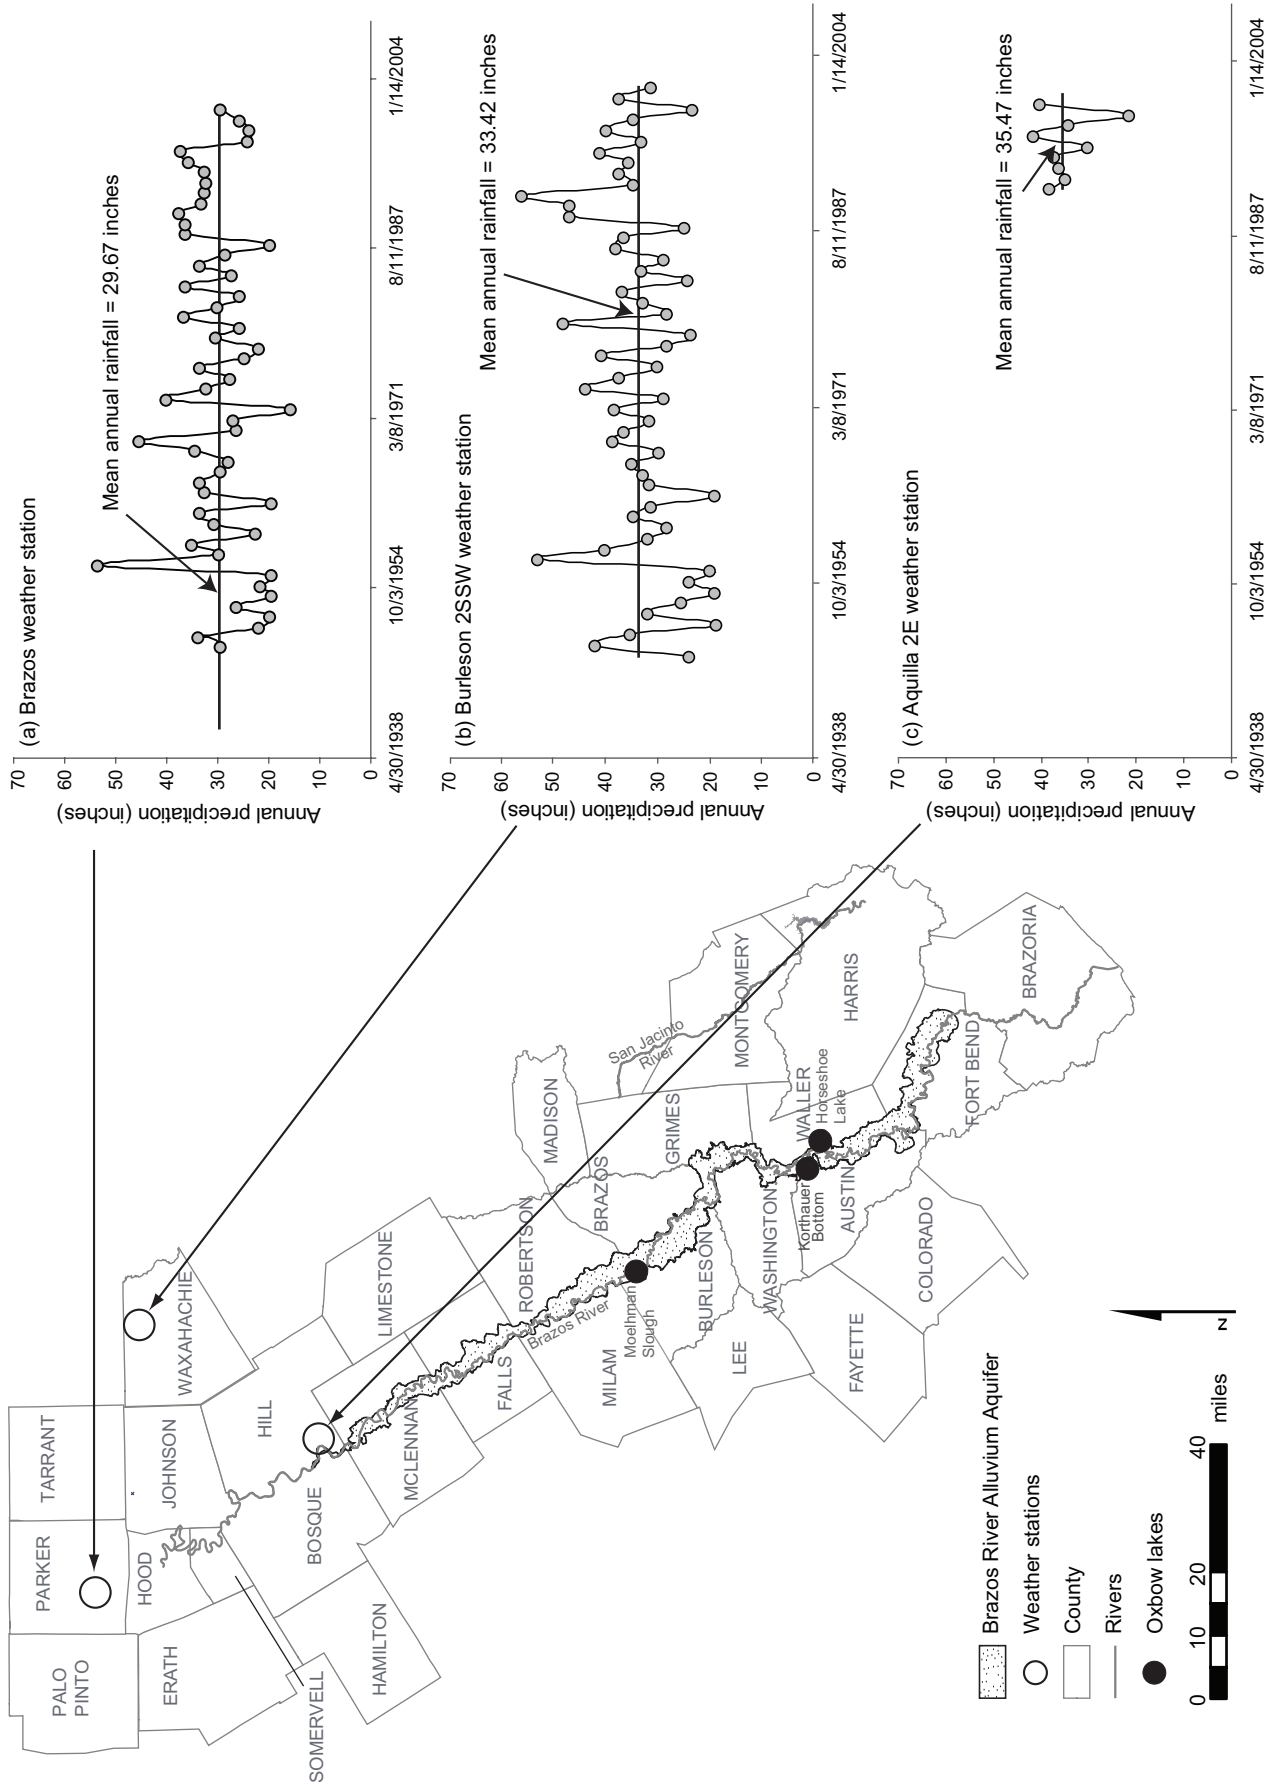 (a) Brazos weather station
Mean annual rainfall = 29.67 inches
Annual precipitation (inches)
70
60
50
40
30
20
10
0
4/30/1938
10/3/1954
3/8/1971
8/11/1987
1/14/2004
(b) Burleson 2SSW weather station
Mean annual rainfall = 33.42 inches
Annual precipitation (inches)
70
60
50
40
30
20
10
0
4/30/1938
10/3/1954
3/8/1971
8/11/1987
1/14/2004
(c) Aquilla 2E weather station
Mean annual rainfall = 35.47 inches
Annual precipitation (inches)
70
60
50
40
30
20
10
0
4/30/1938
10/3/1954
3/8/1971
8/11/1987
1/14/2004
PALO
PINTO
PARKER
TARRANT
ERATH
HOOD
JOHNSON
WAXAHACHIE
SOMERVELL
HAMILTON
BOSQUE
HILL
MCLENNAN
LIMESTONE
FALLS
ROBERTSON
Brazos River
MILAM
Moelhman
Slough
BRAZOS
MADISON
BURLESON
GRIMES
San Jacinto
River
MONTGOMERY
LEE
WASHINGTON
WALLER
Horseshoe
Lake
Korthauer
Bottom
AUSTIN
HARRIS
FAYETTE
COLORADO
FORT BEND
BRAZORIA
N
Brazos River Alluvium Aquifer
Weather stations
County
Rivers
Oxbow lakes
0
10
20
40
miles